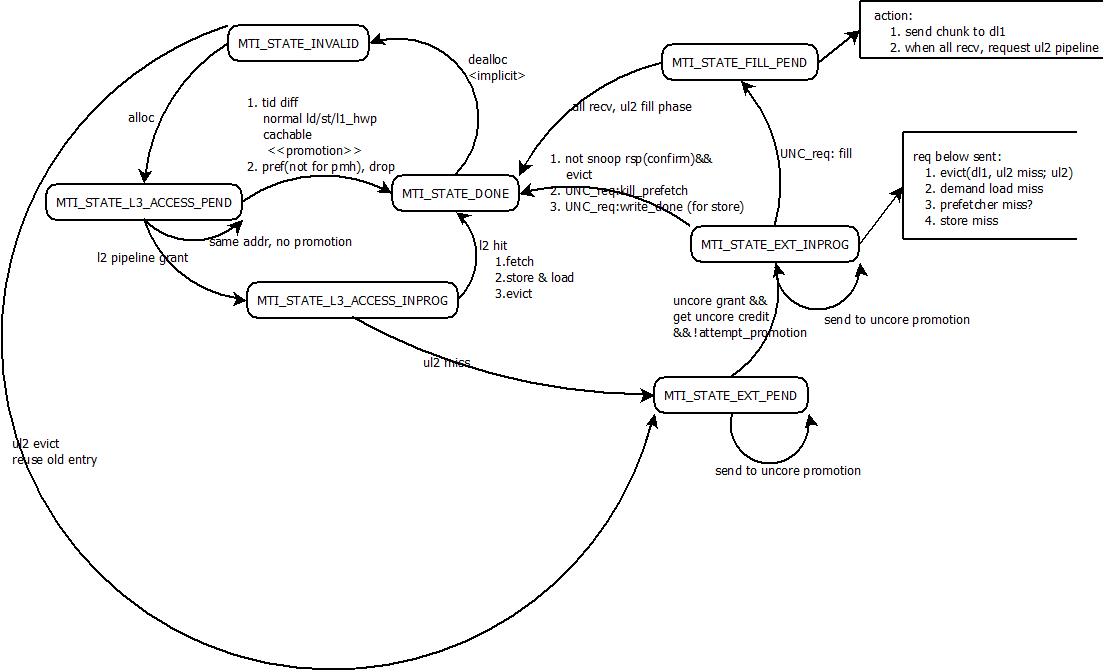 action:
1. send chunk to dl1
2. when all recv, request ul2 pipeline
MTI_STATE_INVALID
MTI_STATE_FILL_PEND
dealloc
<implicit>
alloc
1. tid diff
normal ld/st/l1_hwp
cachable
<<promotion>>
2. pref(not for pmh), drop
all recv, ul2 fill phase
UNC_req: fill
1. not snoop rsp(confirm)&&
evict
2. UNC_req:kill_prefetch
3. UNC_req:write_done (for store)
req below sent:
1. evict(dl1, ul2 miss; ul2)
2. demand load miss
3. prefetcher miss?
4. store miss
MTI_STATE_L3_ACCESS_PEND
MTI_STATE_DONE
same addr, no promotion
l2 pipeline grant
l2 hit
1.fetch
2.store & load
3.evict
MTI_STATE_EXT_INPROG
MTI_STATE_L3_ACCESS_INPROG
uncore grant &&
get uncore credit
&&!attempt_promotion
send to uncore promotion
ul2 miss
MTI_STATE_EXT_PEND
ul2 evict
reuse old entry
send to uncore promotion